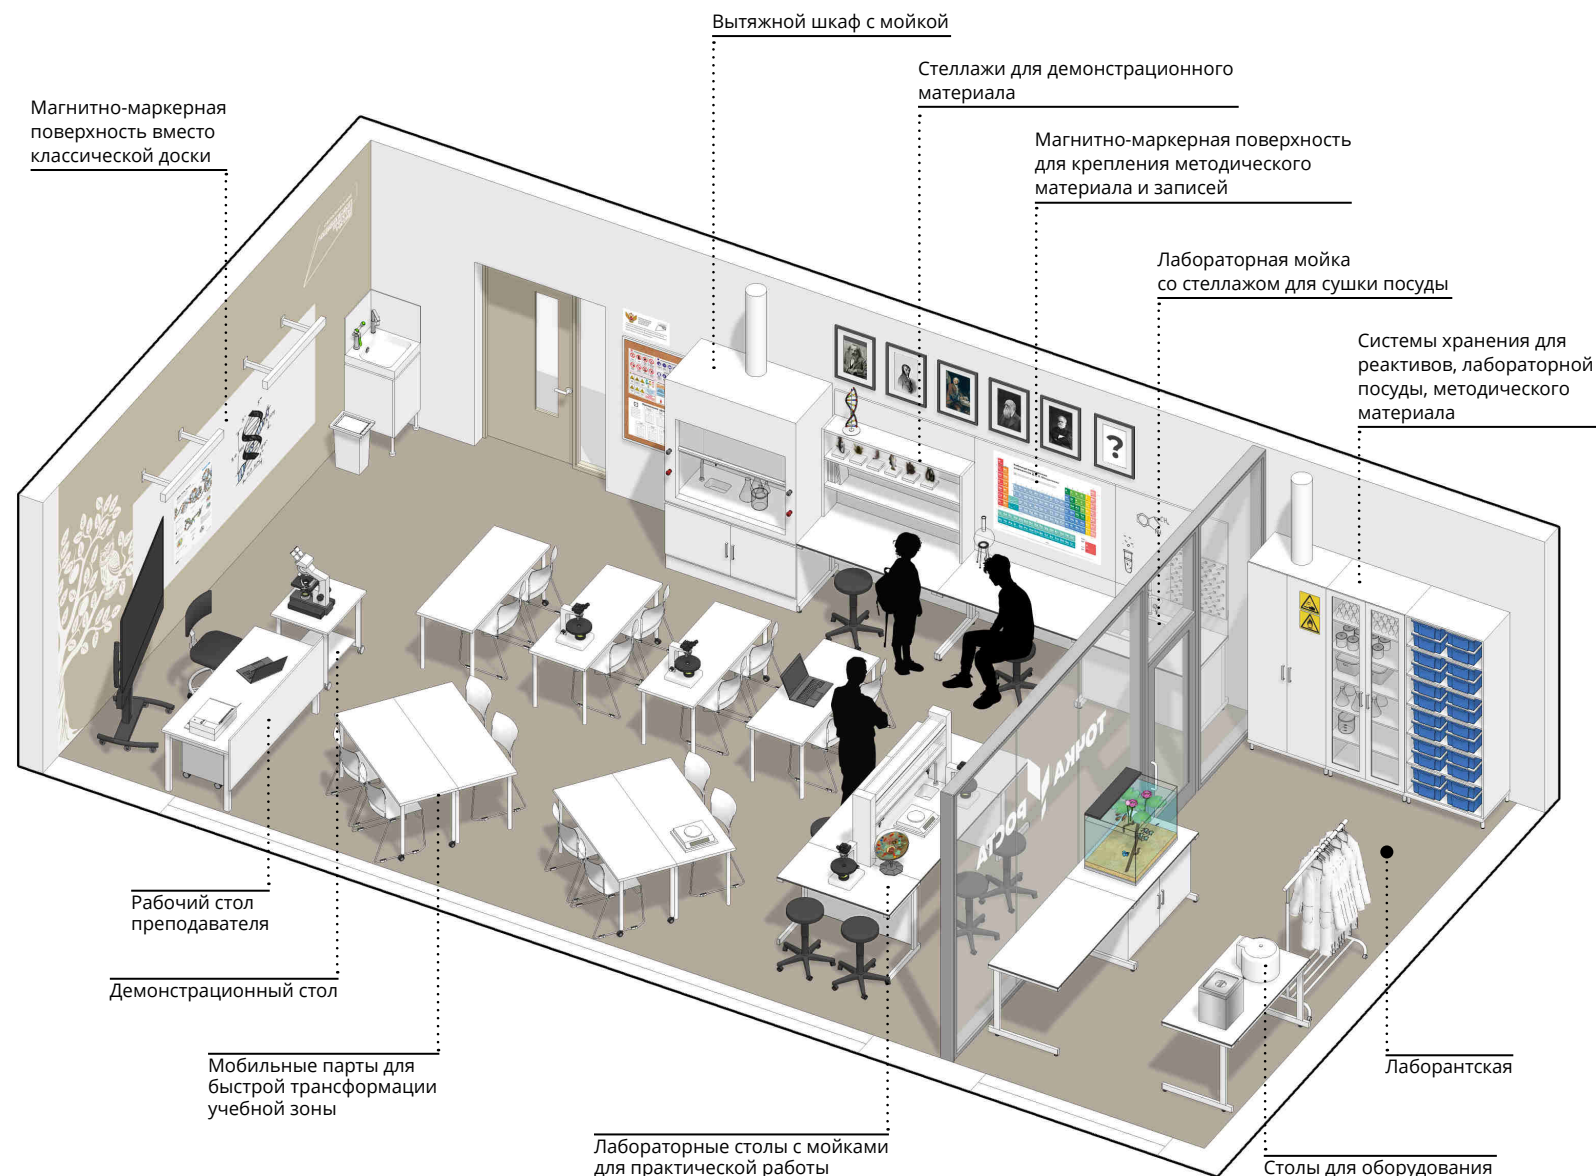 Вытяжной шкаф с мойкой
Стеллажи для демонстрационного
материала
Магнитно-маркерная
поверхность вместо
классической доски
Магнитно-маркерная поверхность
для крепления методического
материала и записей
Лабораторная мойка
со стеллажом для сушки посуды
Системы хранения для
реактивов, лабораторной
посуды, методического
материала
?
ТОЧКА
РОСТА
Рабочий стол
преподавателя
Демонстрационный стол
Мобильные парты для
быстрой трансформации
учебной зоны
Лабораторные столы с мойками
для практической работы
Лаборантская
Столы для оборудования